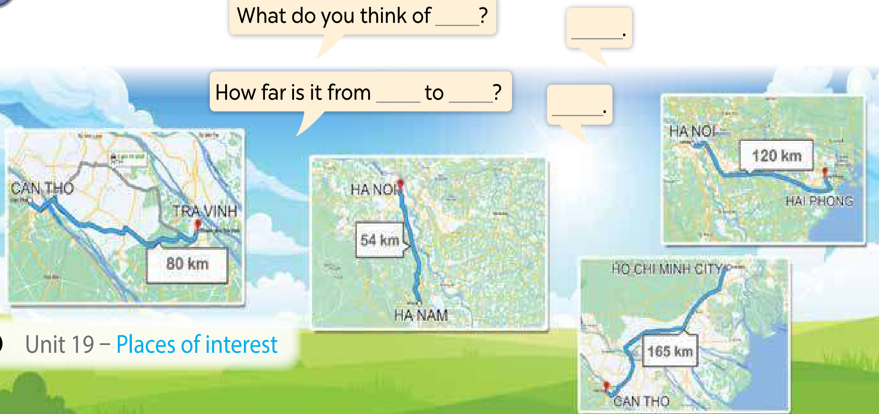 What do you think of ____?
____.
How far is it from ____ to ____?
____.
CAN THO
TRA VINH
80 km
HA NOI
54 km
HA NAM
HA NOI
120 km
HAI PHONG
HO CHI MINH CITY
165 km
CAN THO
Unit 19 – Places of interest